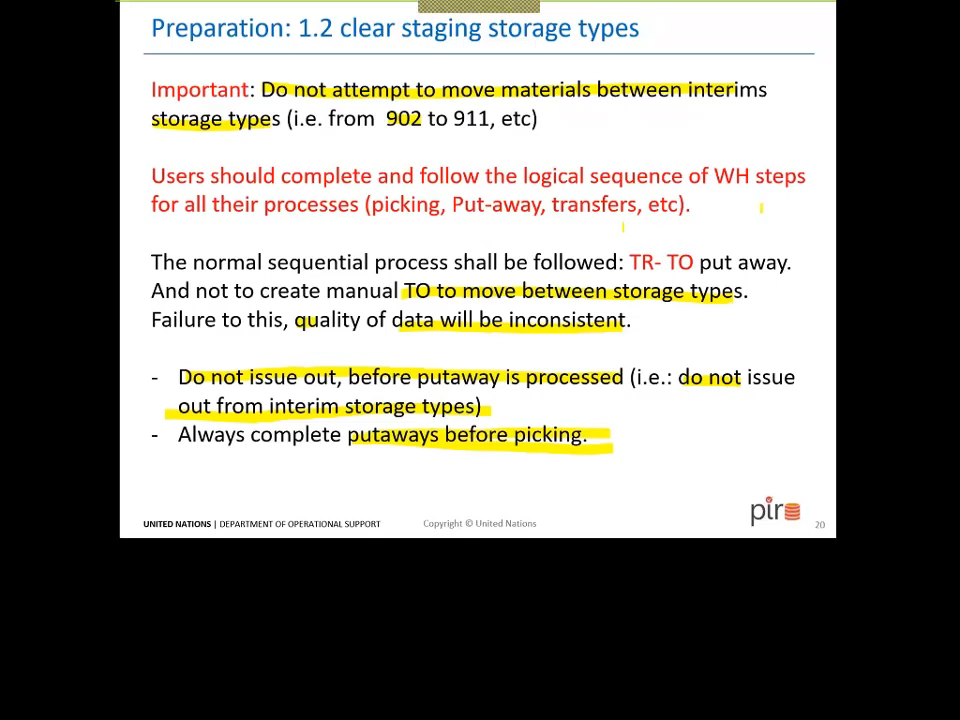 Preparation: 1.2 clear staging storage types
Important: Do not attempt to move materials between interims
storage types (i.e. from 902 to 911, etc)
Users should complete and follow the logical sequence of WH steps
for all their processes (picking, Put-away, transfers, etc).
The normal sequential process shall be followed: TR- TO put away.
And not to create manual TO to move between storage types.
Failure to this, quality of data will be inconsistent.
- Do not issue out, before putaway is processed (i.e.: do not issue
out from interim storage types)
- Always complete putaways before picking.
UNITED NATIONS | DEPARTMENT OF OPERATIONAL SUPPORT
Copyright © United Nations
pir
20